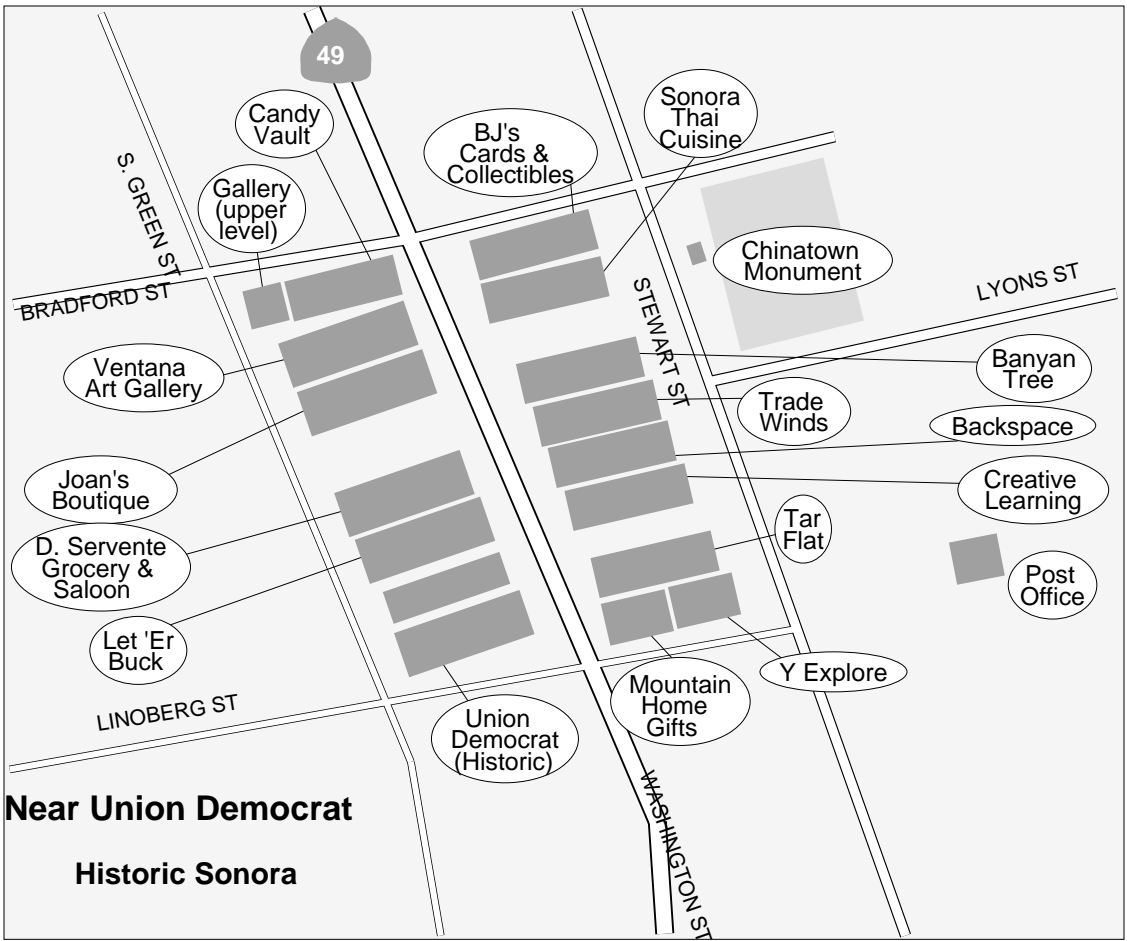 49
Candy
Vault
BJ's
Cards &
Collectibles
Sonora
Thai
Cuisine
S. GREEN ST
Gallery
(upper
level)
Chinatown
Monument
BRADFORD ST
LYONS ST
STEWART ST
Ventana
Art Gallery
Banyan
Tree
Trade
Winds
Backspace
Joan's
Boutique
Creative
Learning
D. Servente
Grocery &
Saloon
Tar
Flat
Post
Office
Let 'Er
Buck
Y Explore
Mountain
Home
Gifts
LINOBERG ST
Union
Democrat
(Historic)
WASHINGTON ST
Near Union Democrat
Historic Sonora